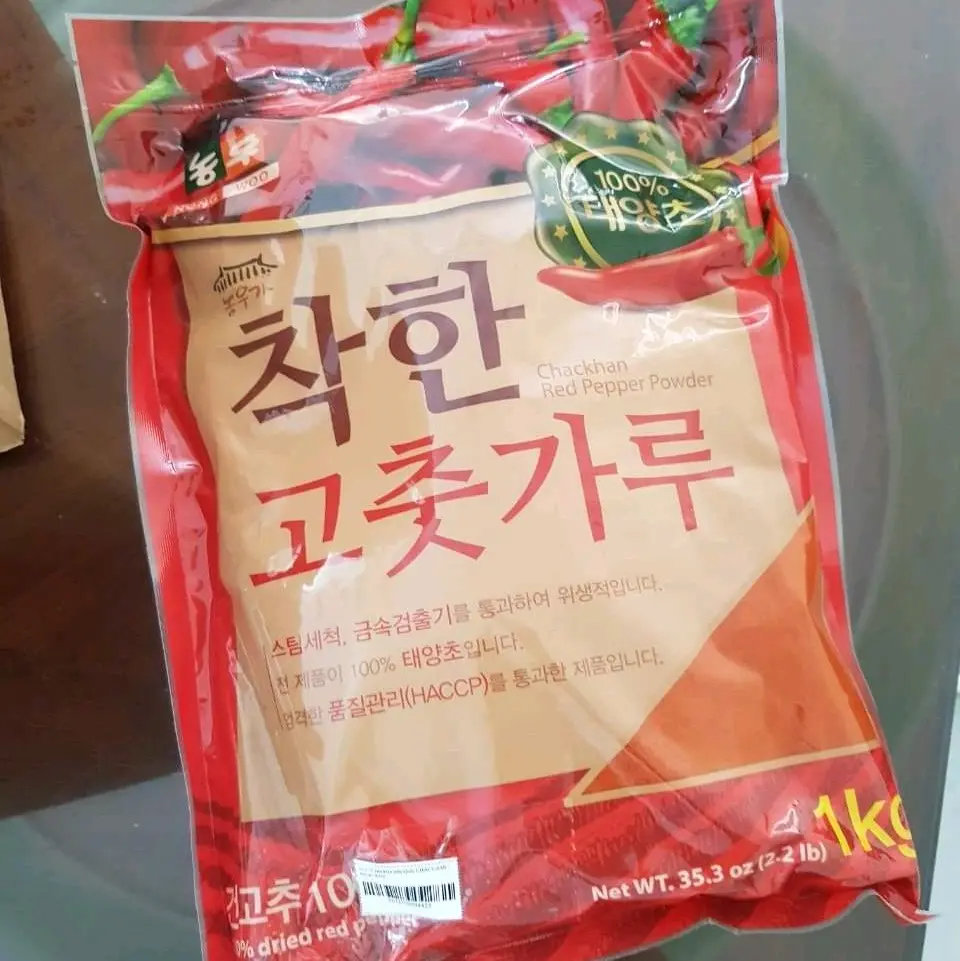 농우
Nong woo
100%
태양초
농우가
착한
Chackhan
Red Pepper Powder
고춧가루
스팀세척, 금속검출기를 통과하여 위생적입니다.
전 제품이 100% 태양초입니다.
엄격한 품질관리(HACCP)를 통과한 제품입니다.
1kg
Net WT. 35.3 oz (2.2 lb)
건고추10
0% dried red